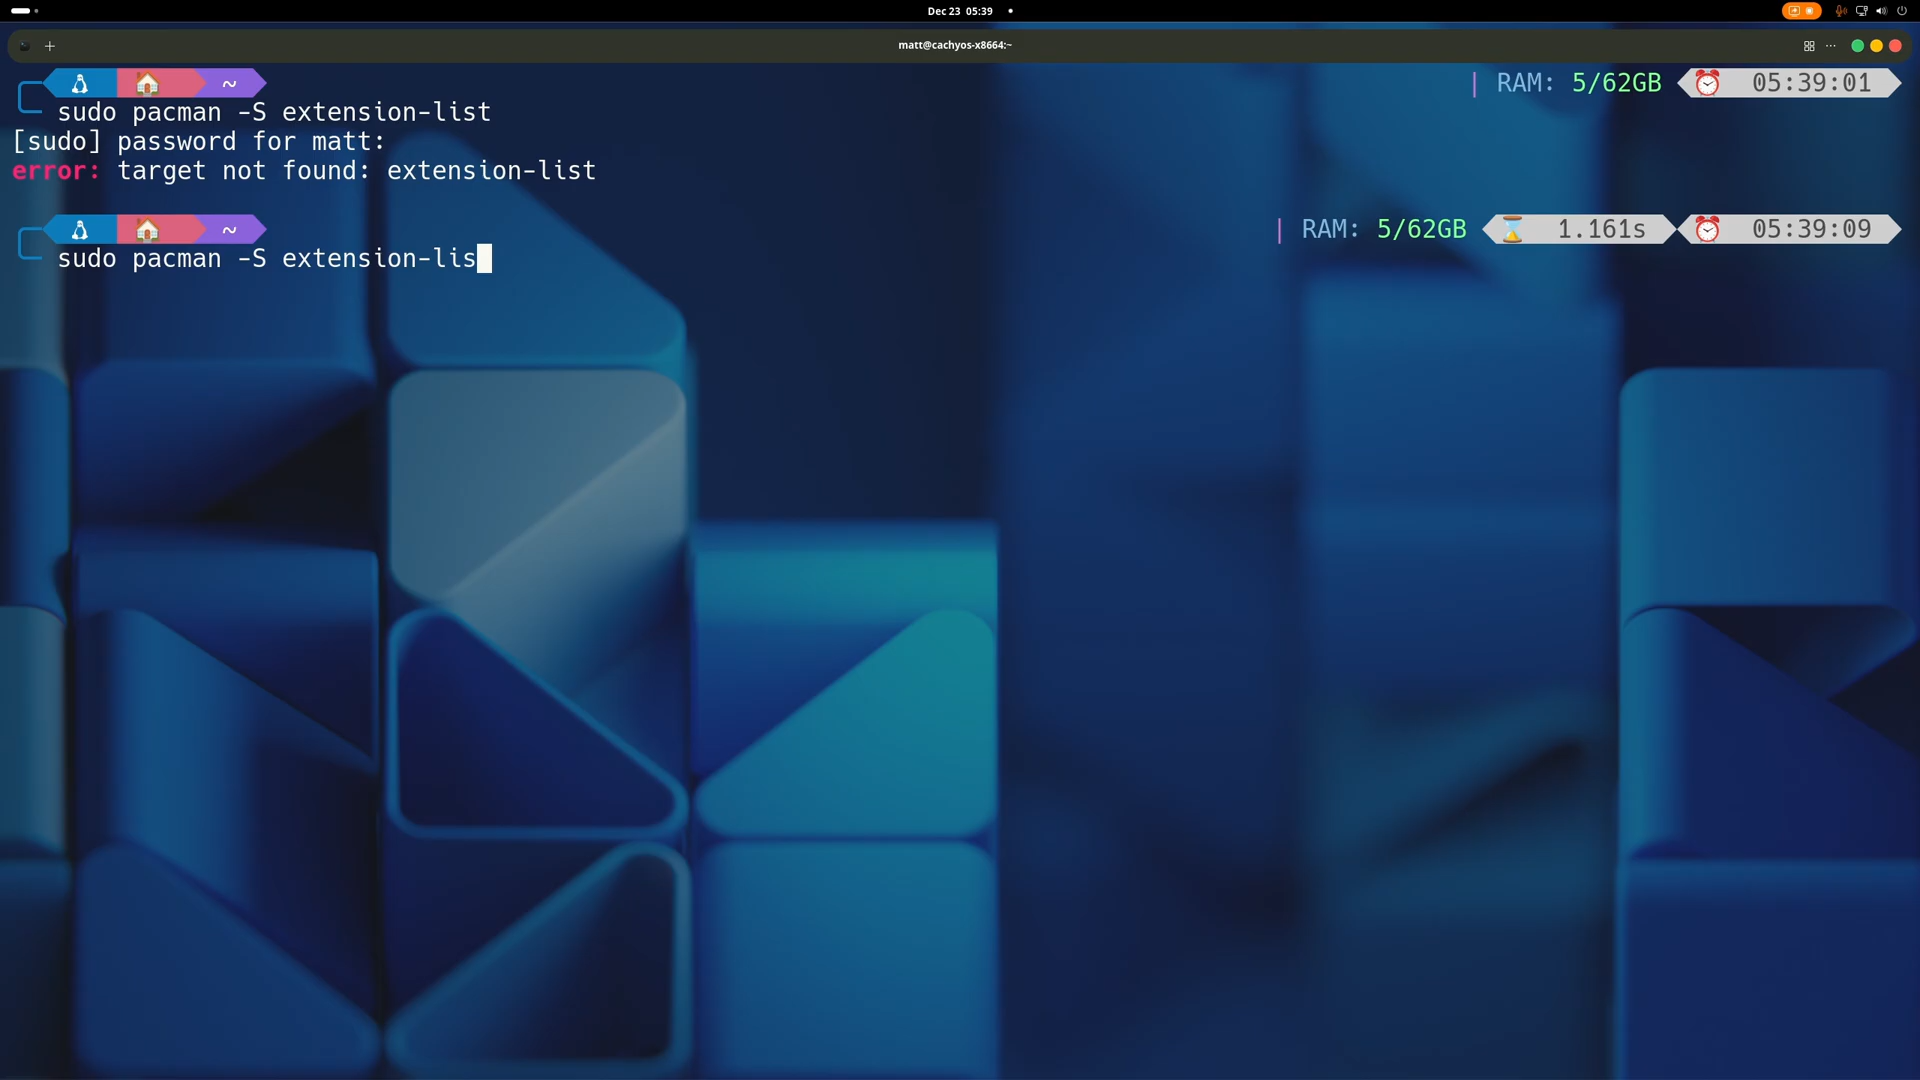 Dec 23 05:39
matt@cachyos-x8664:~
~ | RAM: 5/62GB 05:39:01
sudo pacman -S extension-list
[sudo] password for matt:
error: target not found: extension-list
~ | RAM: 5/62GB 1.161s 05:39:09
sudo pacman -S extension-lis